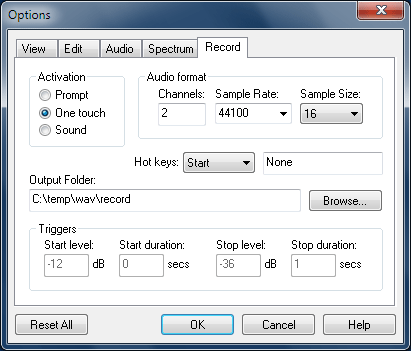 Options
View Edit Audio Spectrum Record
Activation
Prompt
One touch
Sound
Audio format
Channels: Sample Rate: Sample Size:
2 44100 16
Hot keys: Start None
Output Folder:
C:\temp\wav\record Browse...
Triggers
Start level: Start duration: Stop level: Stop duration:
-12 dB 0 secs -36 dB 1 secs
Reset All OK Cancel Help